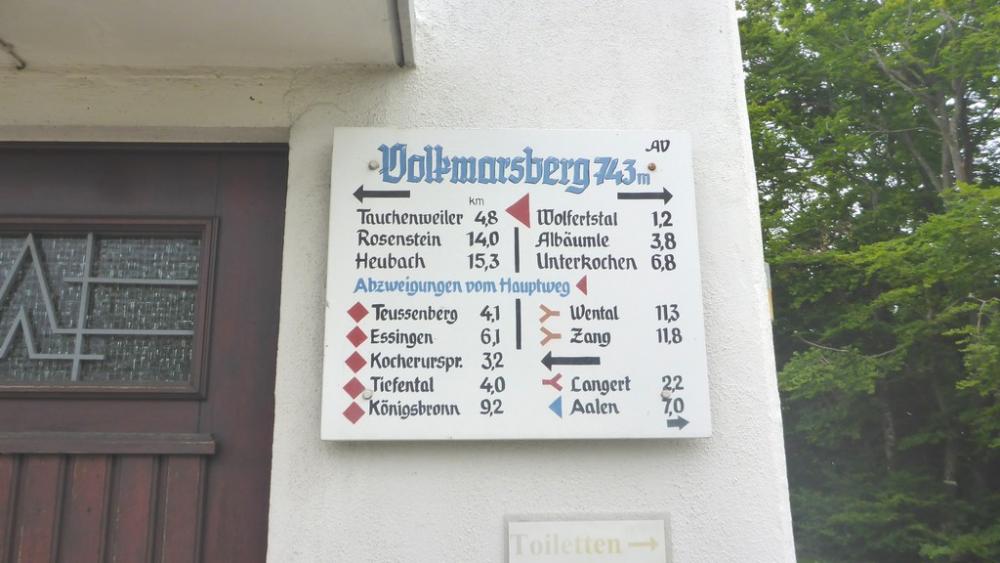 AV
Volkmarsberg 743m
km
Tauchenweiler 4,8
Rosenstein 14,0
Heubach 15,3
Wolfertstal 1,2
Albäumle 3,8
Unterkochen 6,8
Abzweigungen vom Hauptweg
Teussenberg 4,1
Essingen 6,1
Kocherurspr. 3,2
Tiefental 4,0
Königsbronn 9,2
Wental 11,3
Zang 11,8
Langert 2,2
Aalen 7,0
Toiletten